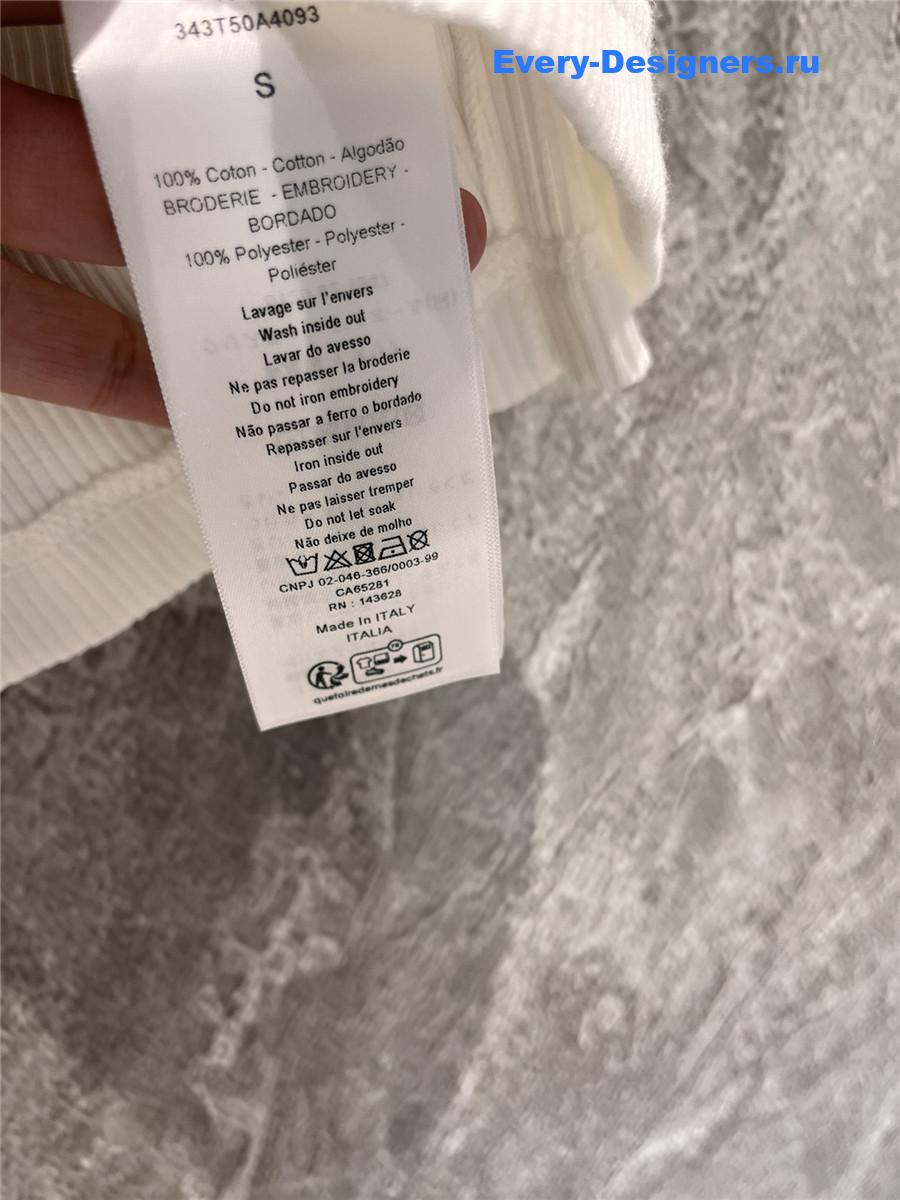 343T50A4093
Every-Designers.ru
S
100% Coton - Cotton - Algodão
BRODERIE - EMBROIDERY -
BORDADO
100% Polyester - Polyester -
Poliéster
Lavage sur l'envers
Wash inside out
Lavar do avesso
Ne pas repasser la broderie
Do not iron embroidery
Não passar a ferro o bordado
Repasser sur l'envers
Iron inside out
Passar do avesso
Ne pas laisser tremper
Do not let soak
Não deixe de molho
CNPJ 02-046-366/0003-99
CA65281
RN : 143628
Made In ITALY
ITALIA
quefairedemesdechets.fr